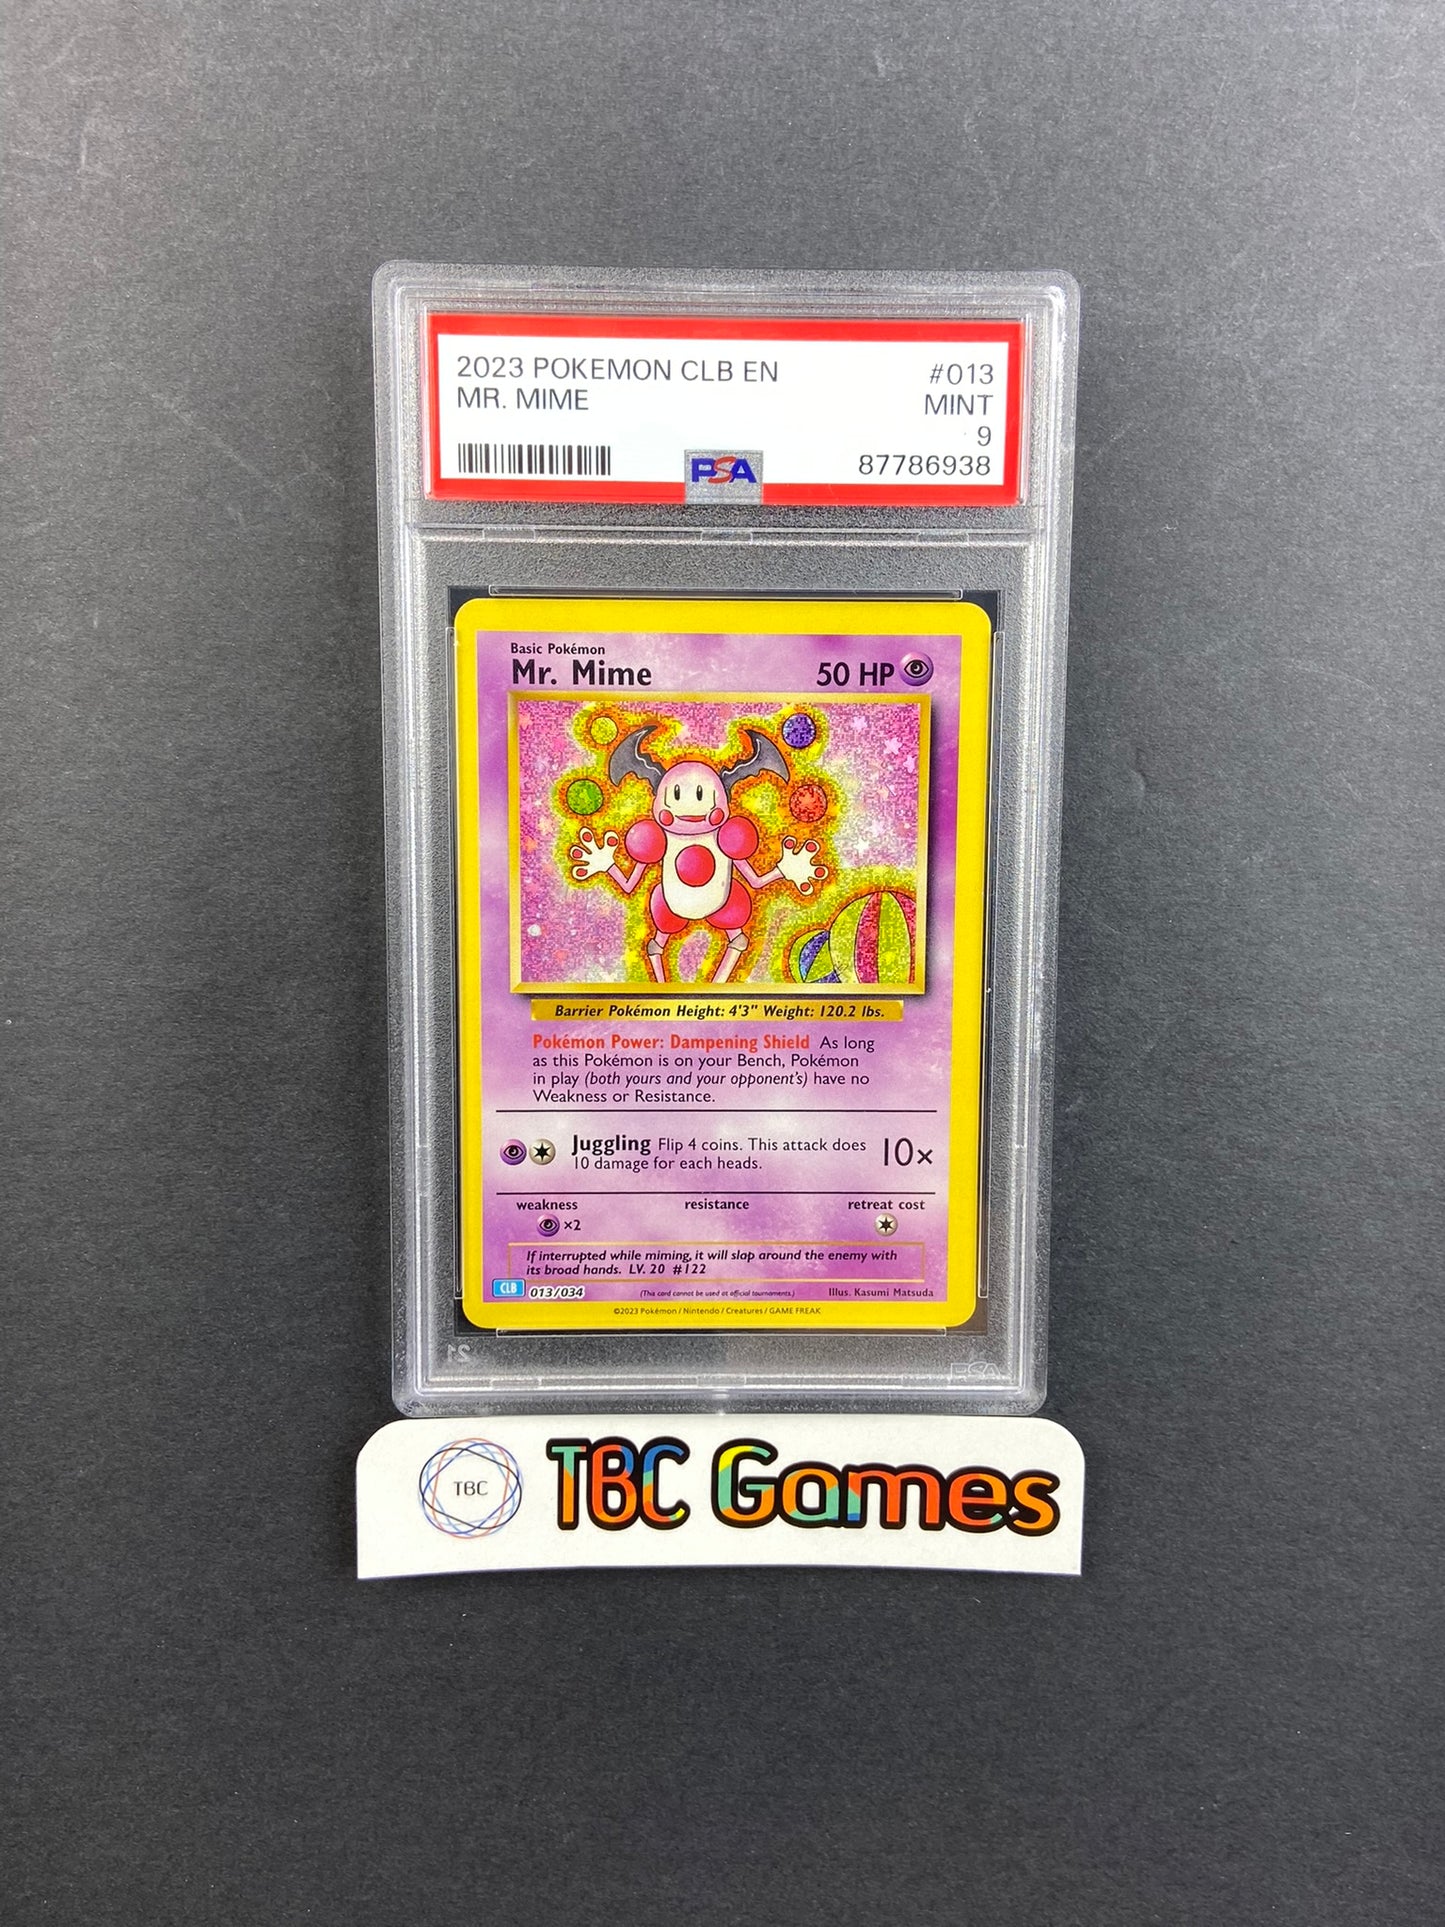 2023 POKEMON CLB EN #013
MR. MIME MINT
9
PSA 87786938
Basic Pokémon
Mr. Mime 50 HP
Barrier Pokémon Height: 4'3" Weight: 120.2 lbs.
Pokémon Power: Dampening Shield As long
as this Pokémon is on your Bench, Pokémon
in play (both yours and your opponent's) have no
Weakness or Resistance.
Juggling Flip 4 coins. This attack does 10×
10 damage for each heads.
weakness resistance retreat cost
×2
If interrupted while miming, it will slap around the enemy with
its broad hands. LV. 20 #122
CLB 013/034 (This card cannot be used at official tournaments.) Illus. Kasumi Matsuda
©2023 Pokémon / Nintendo / Creatures / GAME FREAK
21 PSA
TBC TBC Games